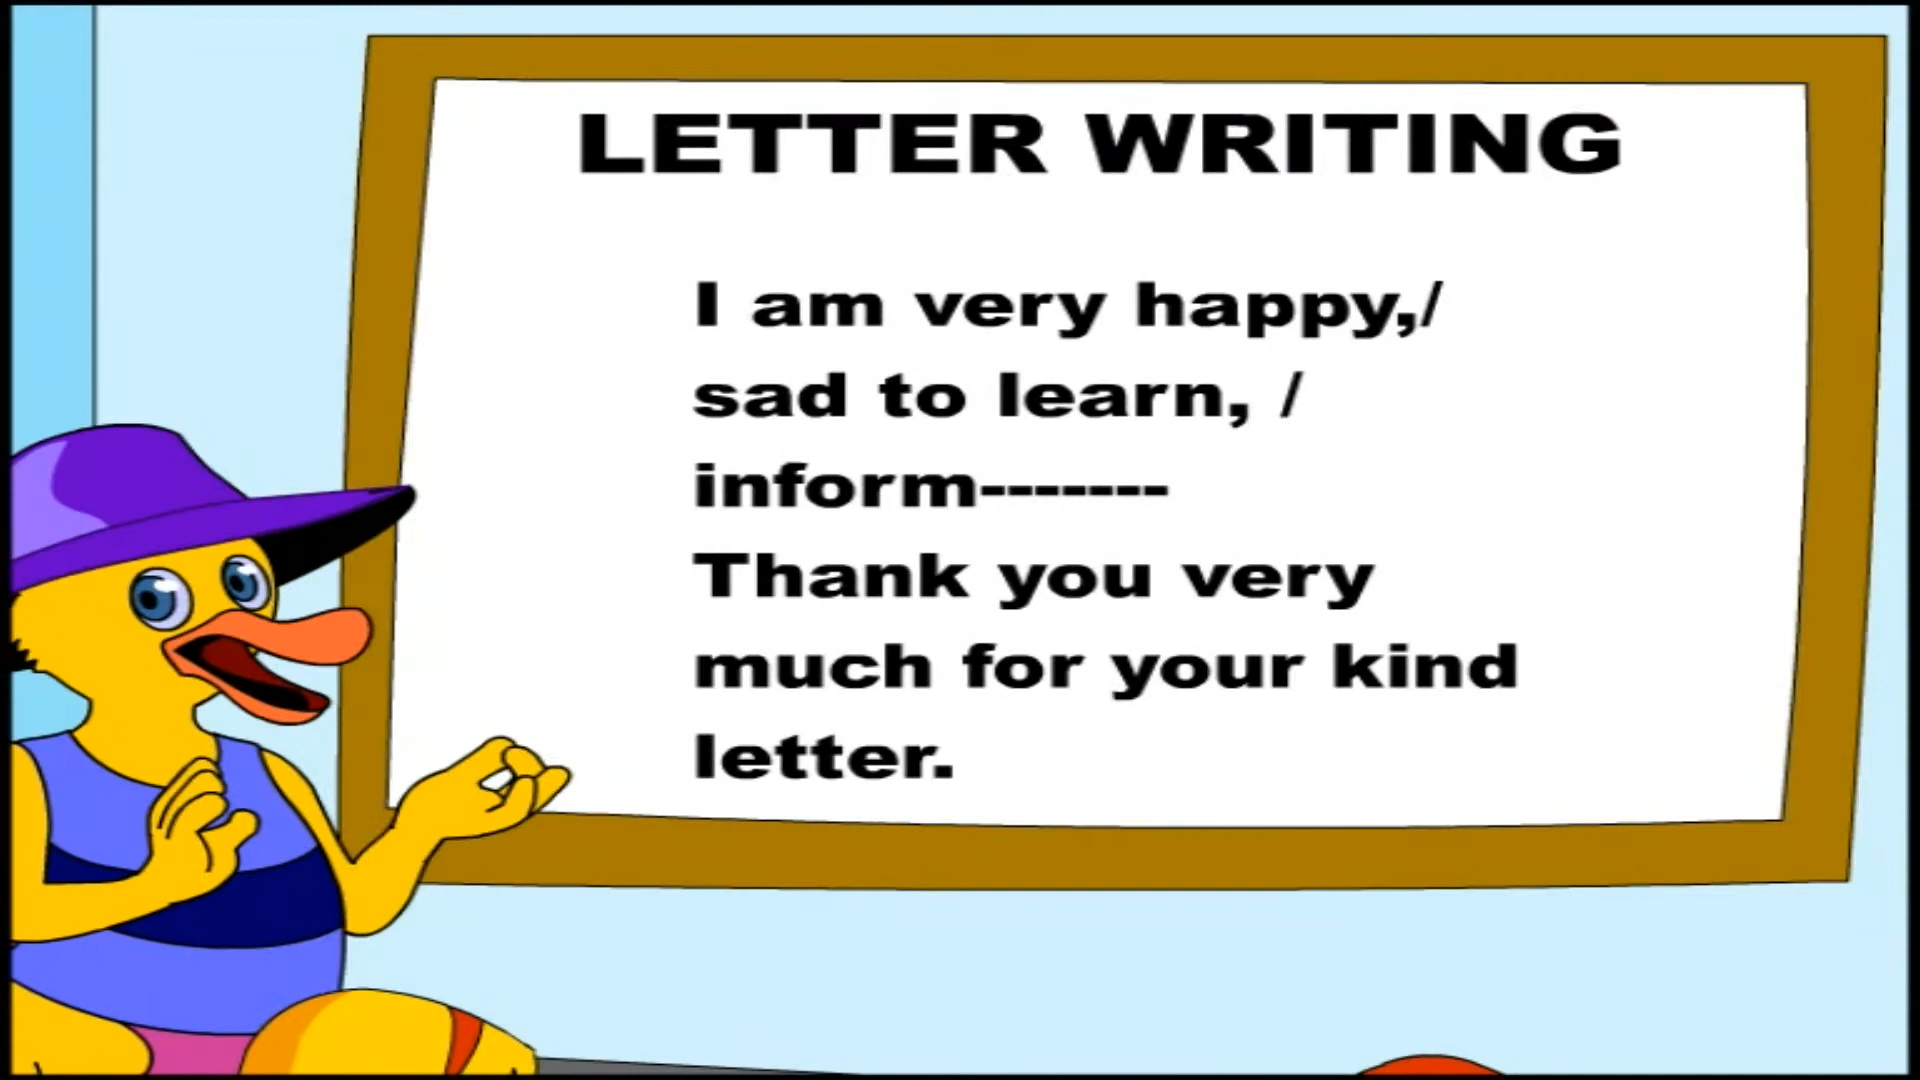 LETTER WRITING
I am very happy,/
sad to learn, /
inform-------
Thank you very
much for your kind
letter.